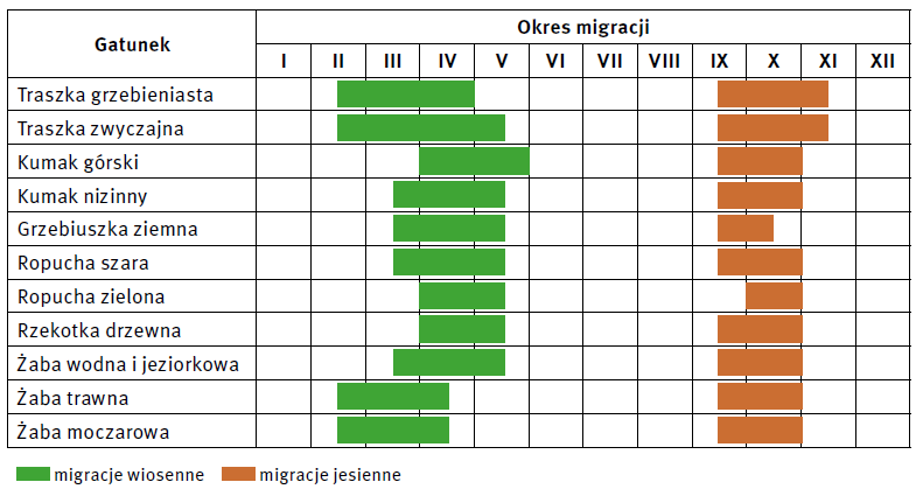 Gatunek
Okres migracji
I II III IV V VI VII VIII IX X XI XII
Traszka grzebieniasta
Traszka zwyczajna
Kumak górski
Kumak nizinny
Grzebiuszka ziemna
Ropucha szara
Ropucha zielona
Rzekotka drzewna
Żaba wodna i jeziorkowa
Żaba trawna
Żaba moczarowa
migracje wiosenne migracje jesienne